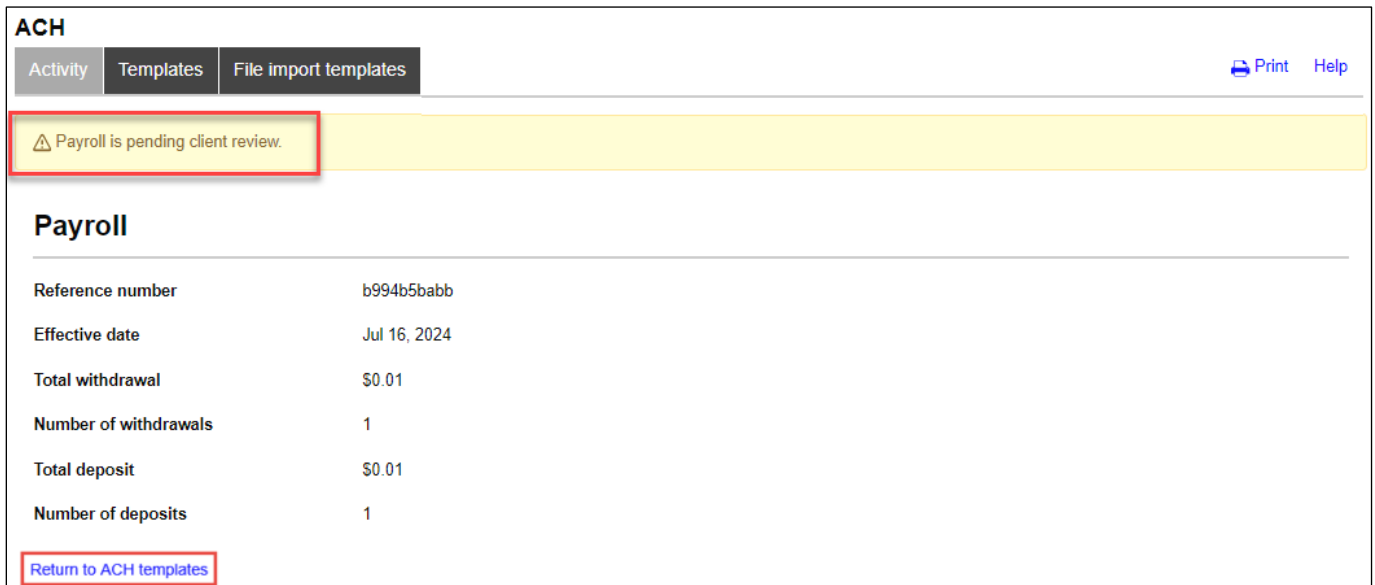 ACH
Activity Templates File import templates Print Help
Payroll is pending client review.
Payroll
Reference number b994b5babb
Effective date Jul 16, 2024
Total withdrawal $0.01
Number of withdrawals 1
Total deposit $0.01
Number of deposits 1
Return to ACH templates